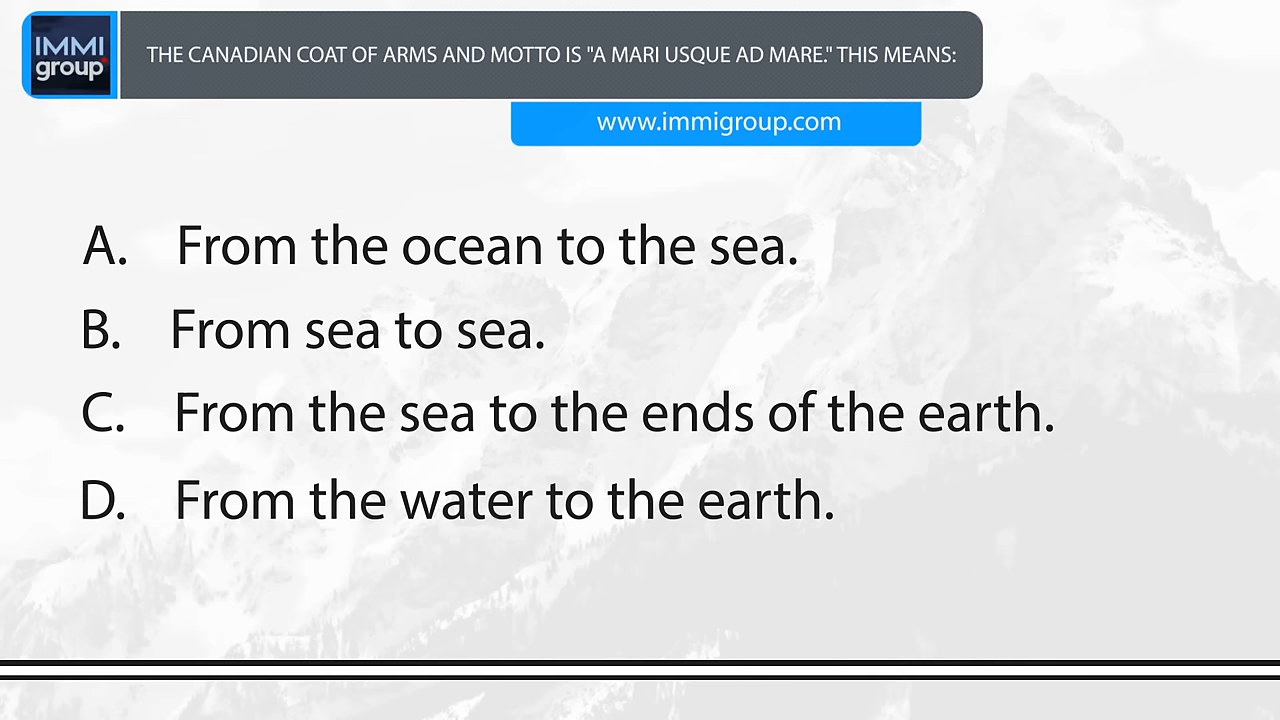 IMMI
group
THE CANADIAN COAT OF ARMS AND MOTTO IS "A MARI USQUE AD MARE." THIS MEANS:
www.immigroup.com
A. From the ocean to the sea.
B. From sea to sea.
C. From the sea to the ends of the earth.
D. From the water to the earth.